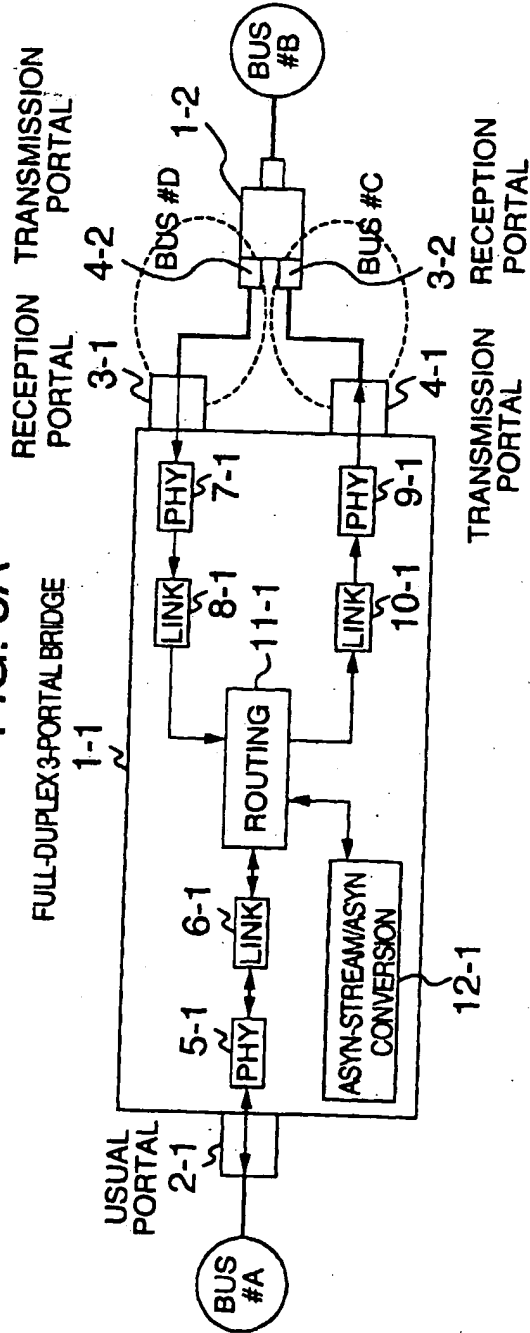 FULL-DUPLEX 3-PORTAL BRIDGE
1-1
USUAL
PORTAL
2-1
BUS
#A
5-1
PHY
6-1
LINK
ROUTING
11-1
ASYN-STREAM/ASYN
CONVERSION
12-1
LINK
8-1
PHY
7-1
RECEPTION
PORTAL
3-1
LINK
10-1
PHY
9-1
TRANSMISSION
PORTAL
4-1
TRANSMISSION
PORTAL
4-2
BUS #D
BUS #C
1-2
3-2
RECEPTION
PORTAL
BUS
#B